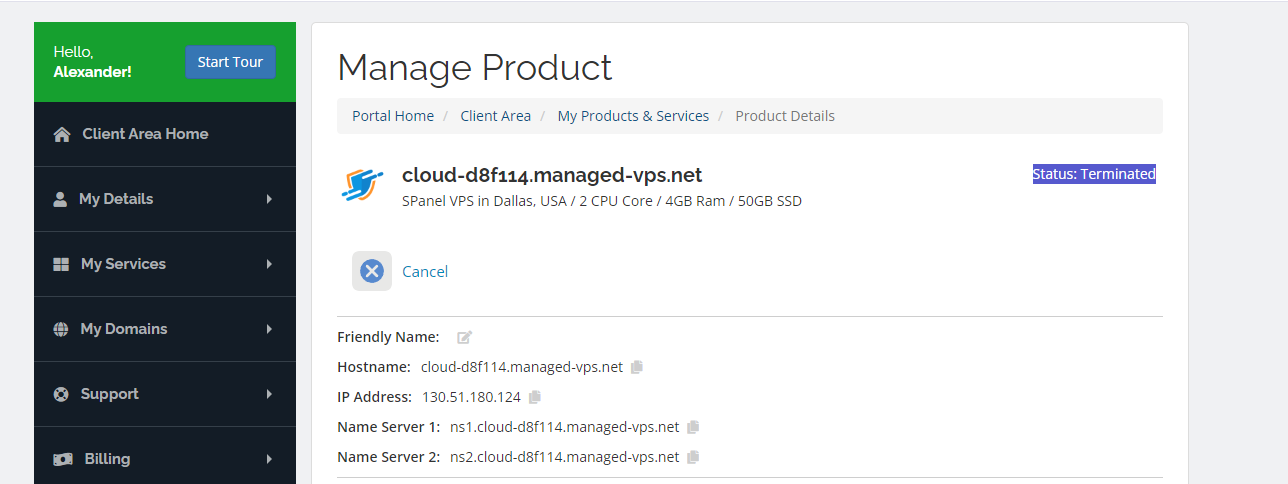 Hello,
Alexander!
Start Tour
Client Area Home
My Details
My Services
My Domains
Support
Billing
Manage Product
Portal Home / Client Area / My Products & Services / Product Details
cloud-d8f114.managed-vps.net
Status: Terminated
SPanel VPS in Dallas, USA / 2 CPU Core / 4GB Ram / 50GB SSD
Cancel
Friendly Name:
Hostname: cloud-d8f114.managed-vps.net
IP Address: 130.51.180.124
Name Server 1: ns1.cloud-d8f114.managed-vps.net
Name Server 2: ns2.cloud-d8f114.managed-vps.net